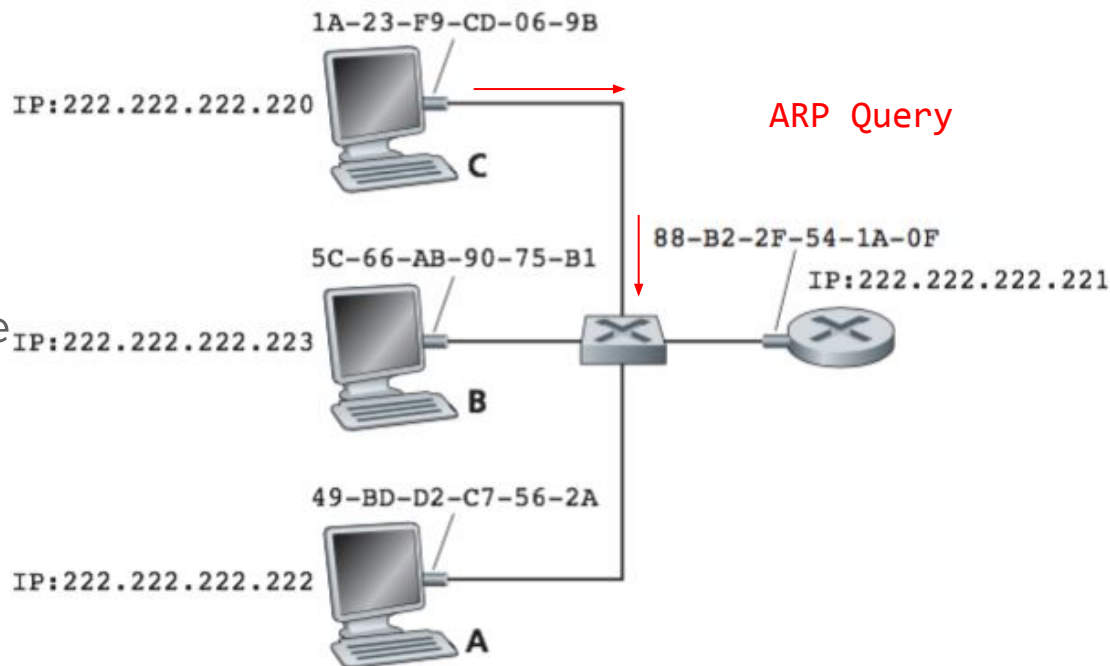 1A-23-F9-CD-06-9B
IP:222.222.222.220
ARP Query
C
88-B2-2F-54-1A-0F
5C-66-AB-90-75-B1
IP:222.222.222.221
e
IP:222.222.222.223
B
49-BD-D2-C7-56-2A
IP:222.222.222.222
A